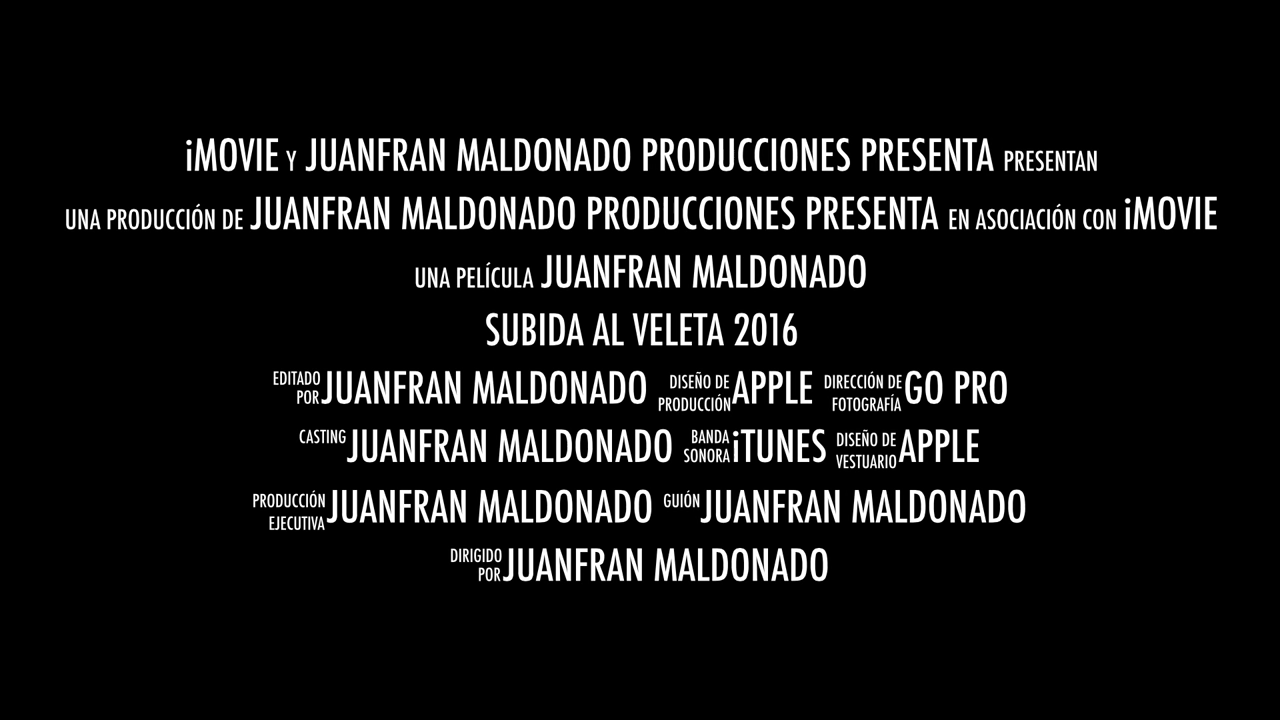 iMOVIE Y JUANFRAN MALDONADO PRODUCCIONES PRESENTA PRESENTAN
UNA PRODUCCIÓN DE JUANFRAN MALDONADO PRODUCCIONES PRESENTA EN ASOCIACIÓN CON iMOVIE
UNA PELÍCULA JUANFRAN MALDONADO
SUBIDA AL VELETA 2016
EDITADO POR JUANFRAN MALDONADO DISEÑO DE PRODUCCIÓN APPLE DIRECCIÓN DE FOTOGRAFÍA GO PRO
CASTING JUANFRAN MALDONADO BANDA SONORA iTUNES DISEÑO DE VESTUARIO APPLE
PRODUCCIÓN EJECUTIVA JUANFRAN MALDONADO GUIÓN JUANFRAN MALDONADO
DIRIGIDO POR JUANFRAN MALDONADO